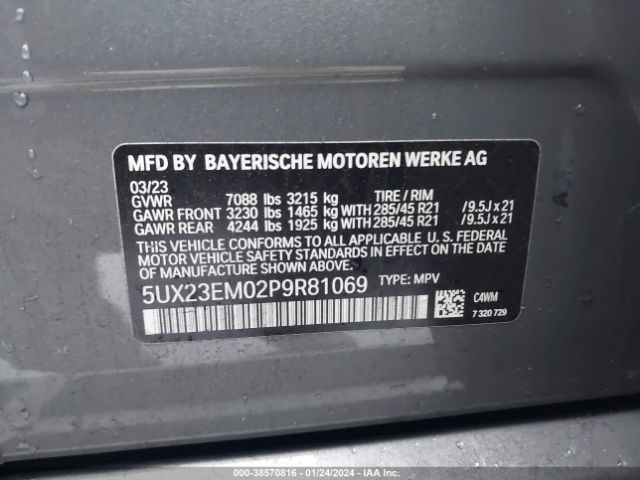 MFD BY BAYERISCHE MOTOREN WERKE AG
03/23
GVWR 7088 lbs 3215 kg TIRE / RIM
GAWR FRONT 3230 lbs 1465 kg WITH 285/45 R21 /9.5J x 21
GAWR REAR 4244 lbs 1925 kg WITH 285/45 R21 /9.5J x 21
THIS VEHICLE CONFORMS TO ALL APPLICABLE U. S. FEDERAL
MOTOR VEHICLE SAFETY STANDARDS IN EFFECT ON THE
DATE OF MANUFACTURE SHOWN ABOVE.
5UX23EM02P9R81069 TYPE: MPV
C4WM
7 320 729
000-38570816 - 01/24/2024 - IAA Inc.